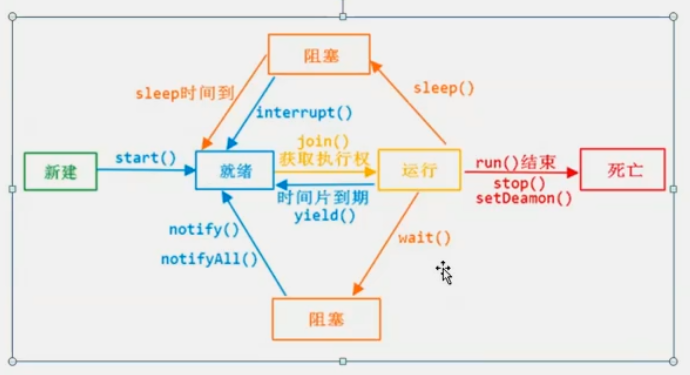 阻塞
sleep时间到
sleep()
interrupt()
join()
获取执行权
新建
start()
就绪
运行
run()结束
死亡
时间片到期
yield()
stop()
setDeamon()
notify()
notifyAll()
wait()
阻塞